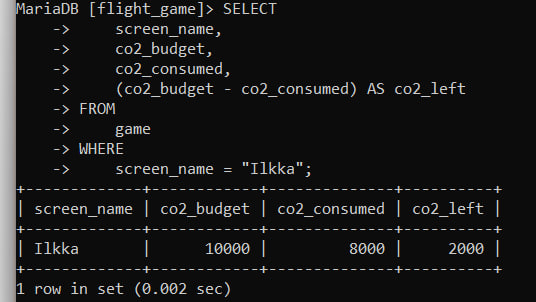 MariaDB [flight_game]> SELECT
    ->     screen_name,
    ->     co2_budget,
    ->     co2_consumed,
    ->     (co2_budget - co2_consumed) AS co2_left
    -> FROM
    ->     game
    -> WHERE
    ->     screen_name = "Ilkka";
+-------------+------------+--------------+----------+
| screen_name | co2_budget | co2_consumed | co2_left |
+-------------+------------+--------------+----------+
| Ilkka       |      10000 |         8000 |     2000 |
+-------------+------------+--------------+----------+
1 row in set (0.002 sec)